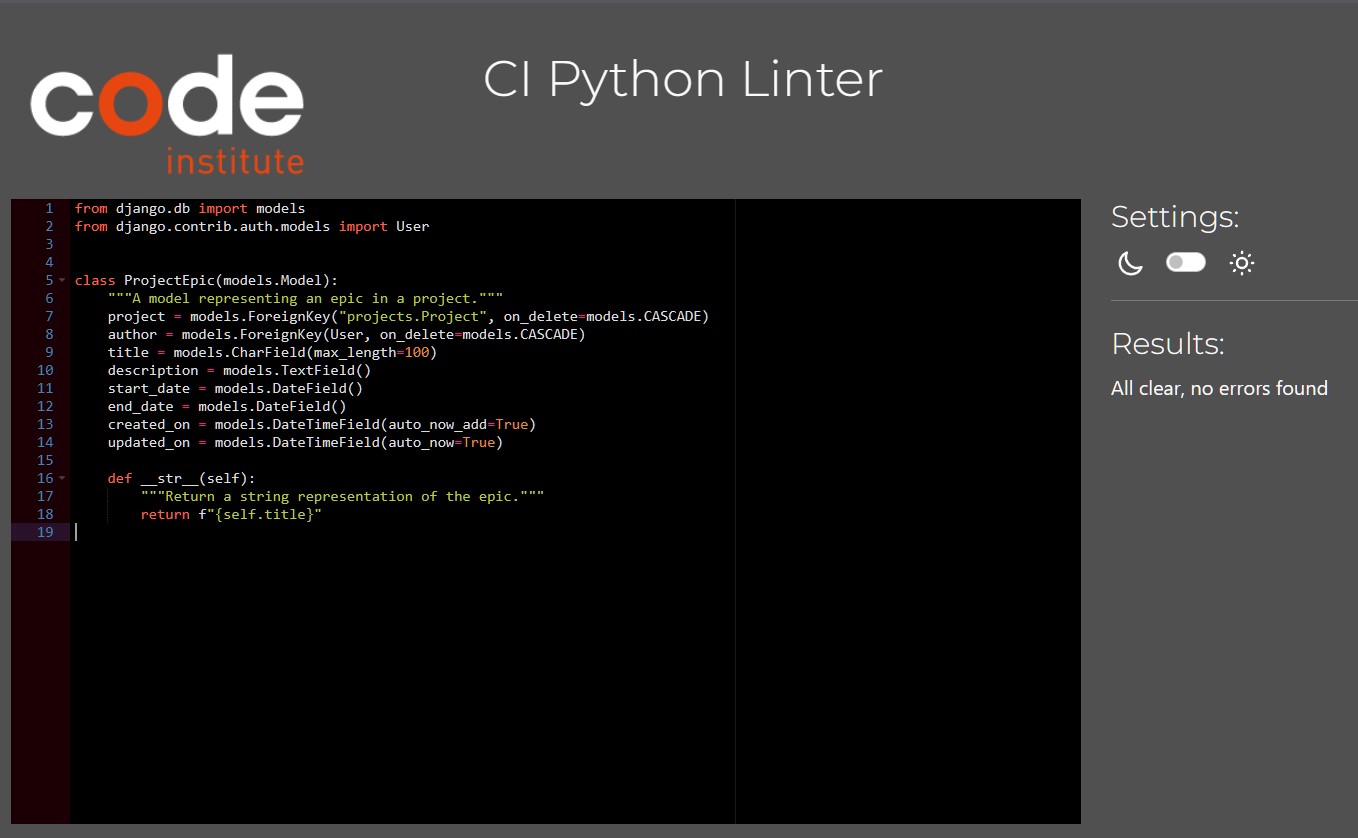 code
institute
CI Python Linter
1 from django.db import models
2 from django.contrib.auth.models import User
3
4
5 class ProjectEpic(models.Model):
6     """A model representing an epic in a project."""
7     project = models.ForeignKey("projects.Project", on_delete=models.CASCADE)
8     author = models.ForeignKey(User, on_delete=models.CASCADE)
9     title = models.CharField(max_length=100)
10     description = models.TextField()
11     start_date = models.DateField()
12     end_date = models.DateField()
13     created_on = models.DateTimeField(auto_now_add=True)
14     updated_on = models.DateTimeField(auto_now=True)
15
16     def __str__(self):
17         """Return a string representation of the epic."""
18         return f"{self.title}"
19
Settings:
Results:
All clear, no errors found